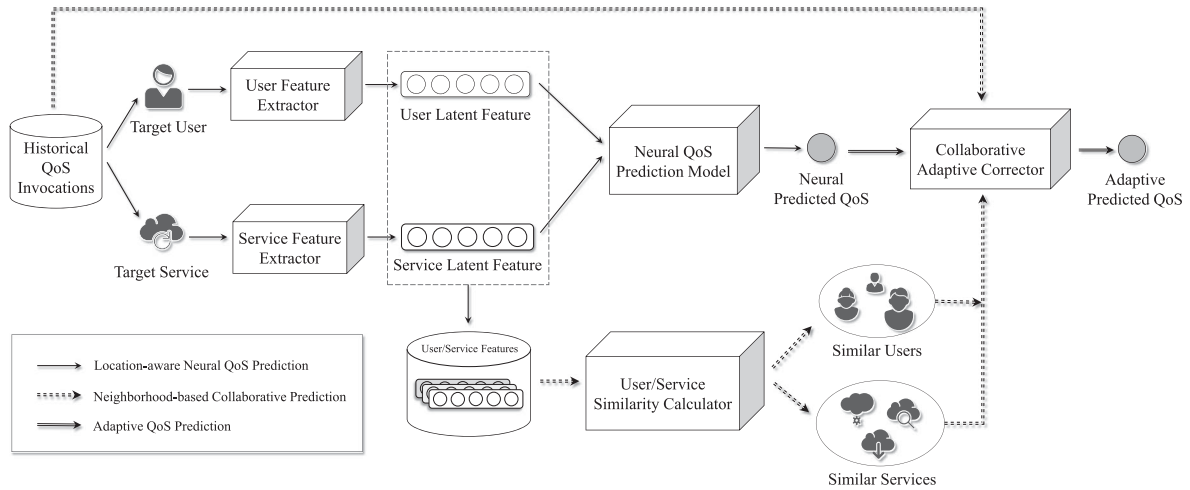 Historical
QoS
Invocations
Target User
User Feature
Extractor
User Latent Feature
Target Service
Service Feature
Extractor
Service Latent Feature
Neural QoS
Prediction Model
Neural
Predicted QoS
Collaborative
Adaptive Corrector
Adaptive
Predicted QoS
User/Service Features
User/Service
Similarity Calculator
Similar Users
Similar Services
Location-aware Neural QoS Prediction
Neighborhood-based Collaborative Prediction
Adaptive QoS Prediction